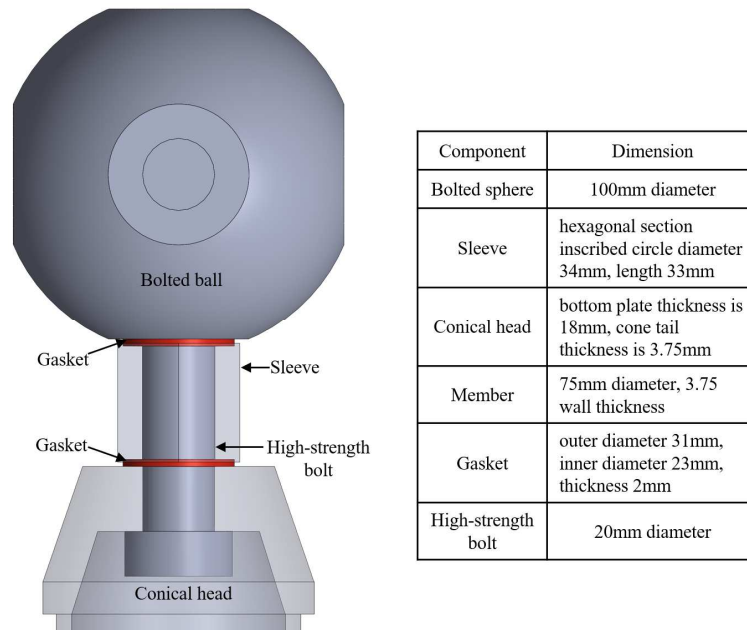 Bolted ball
Gasket
Sleeve
Gasket
High-strength
bolt
Conical head
Component Dimension
Bolted sphere 100mm diameter
Sleeve
hexagonal section
inscribed circle diameter
34mm, length 33mm
Conical head
bottom plate thickness is
18mm, cone tail
thickness is 3.75mm
Member
75mm diameter, 3.75
wall thickness
Gasket
outer diameter 31mm,
inner diameter 23mm,
thickness 2mm
High-strength
bolt
20mm diameter